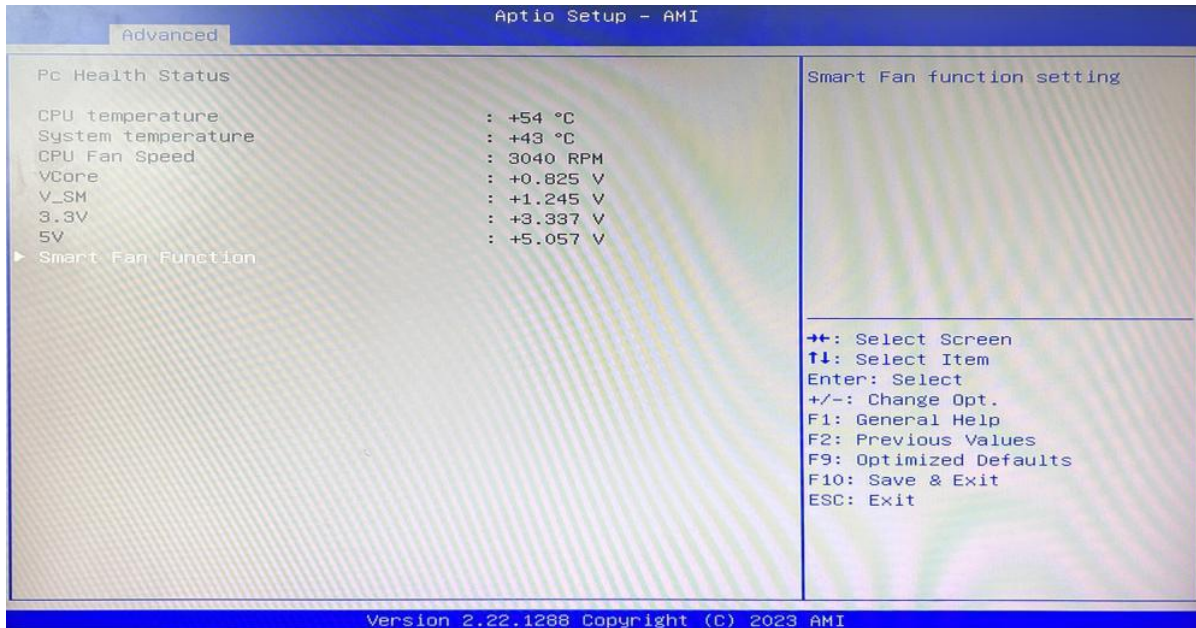 Aptio Setup – AMI
Advanced
Pc Health Status
CPU temperature : +54 °C
System temperature : +43 °C
CPU Fan Speed : 3040 RPM
VCore : +0.825 V
V_SM : +1.245 V
3.3V : +3.337 V
5V : +5.057 V
► Smart Fan Function
Smart Fan function setting
→←: Select Screen
↑↓: Select Item
Enter: Select
+/-: Change Opt.
F1: General Help
F2: Previous Values
F9: Optimized Defaults
F10: Save & Exit
ESC: Exit
Version 2.22.1288 Copyright (C) 2023 AMI